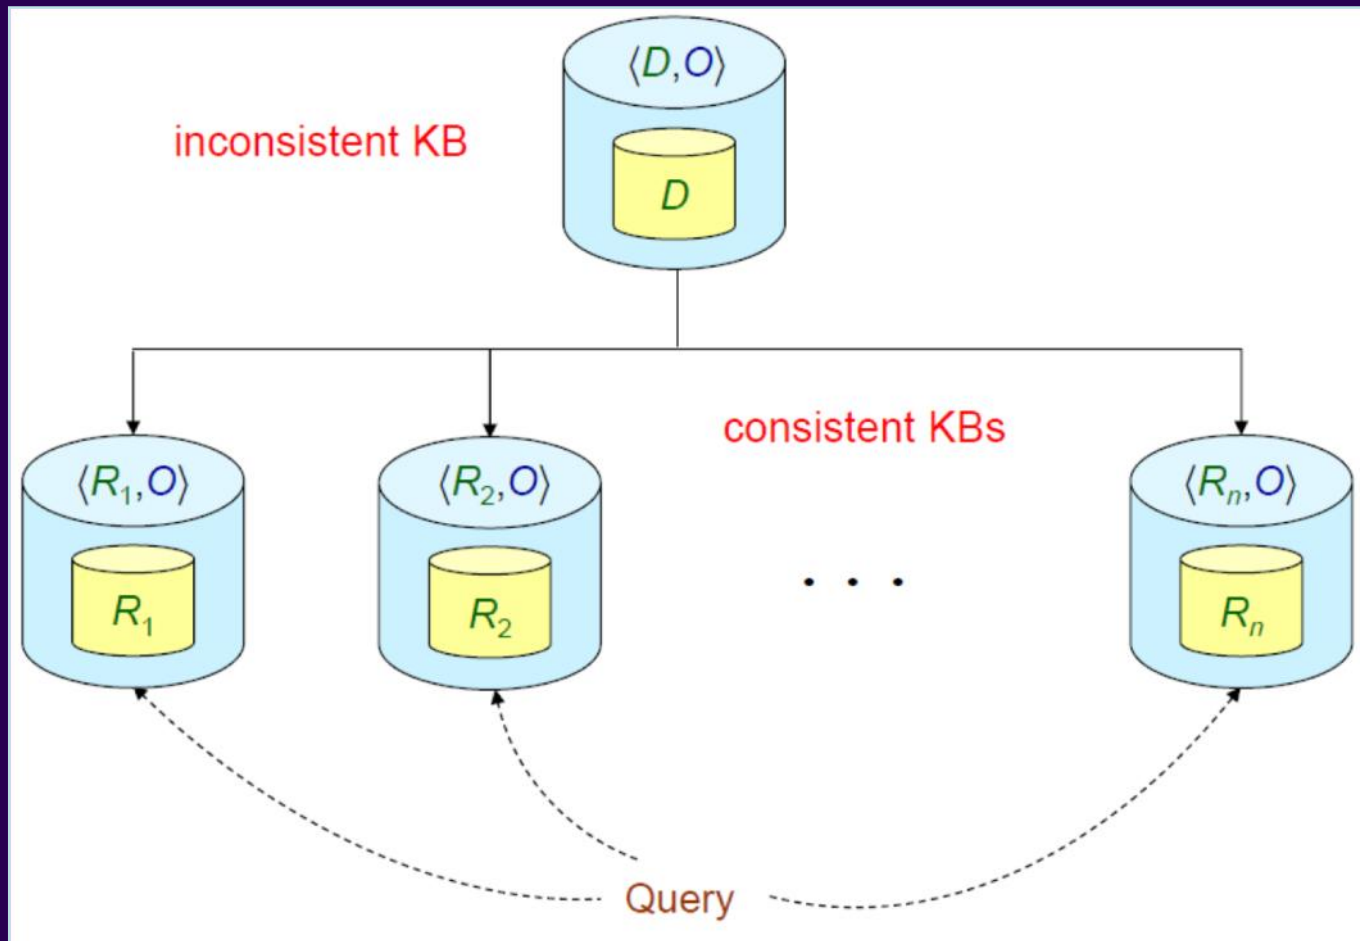 ⟨D,O⟩
inconsistent KB
D
consistent KBs
⟨R₁,O⟩
⟨R₂,O⟩
⟨Rₙ,O⟩
R₁
R₂
. . .
Rₙ
Query